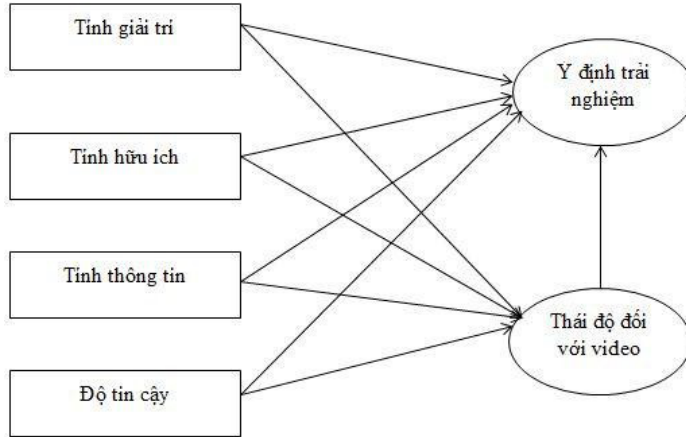 Tính giải trí
Y định trải
nghiệm
Tính hữu ích
Tính thông tin
Thái độ đối
với video
Độ tin cậy